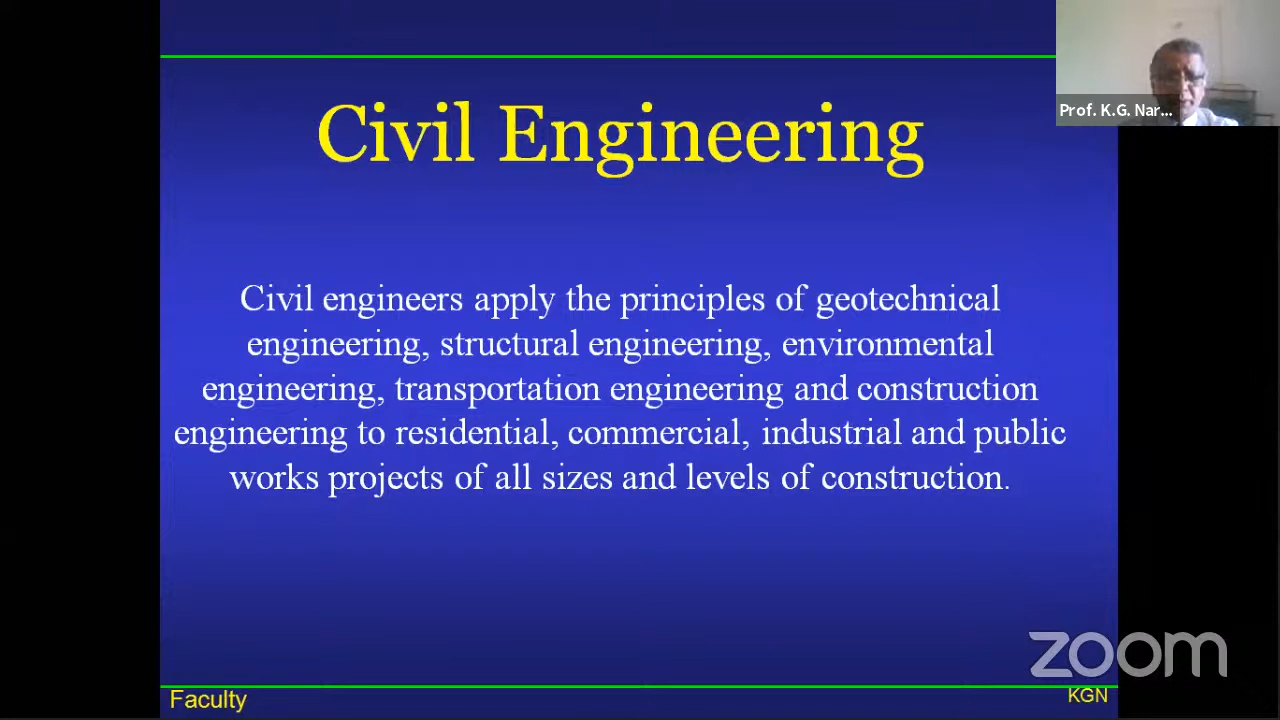 Civil Engineering
Prof. K.G. Nar...
Civil engineers apply the principles of geotechnical
engineering, structural engineering, environmental
engineering, transportation engineering and construction
engineering to residential, commercial, industrial and public
works projects of all sizes and levels of construction.
zoom
Faculty
KGN